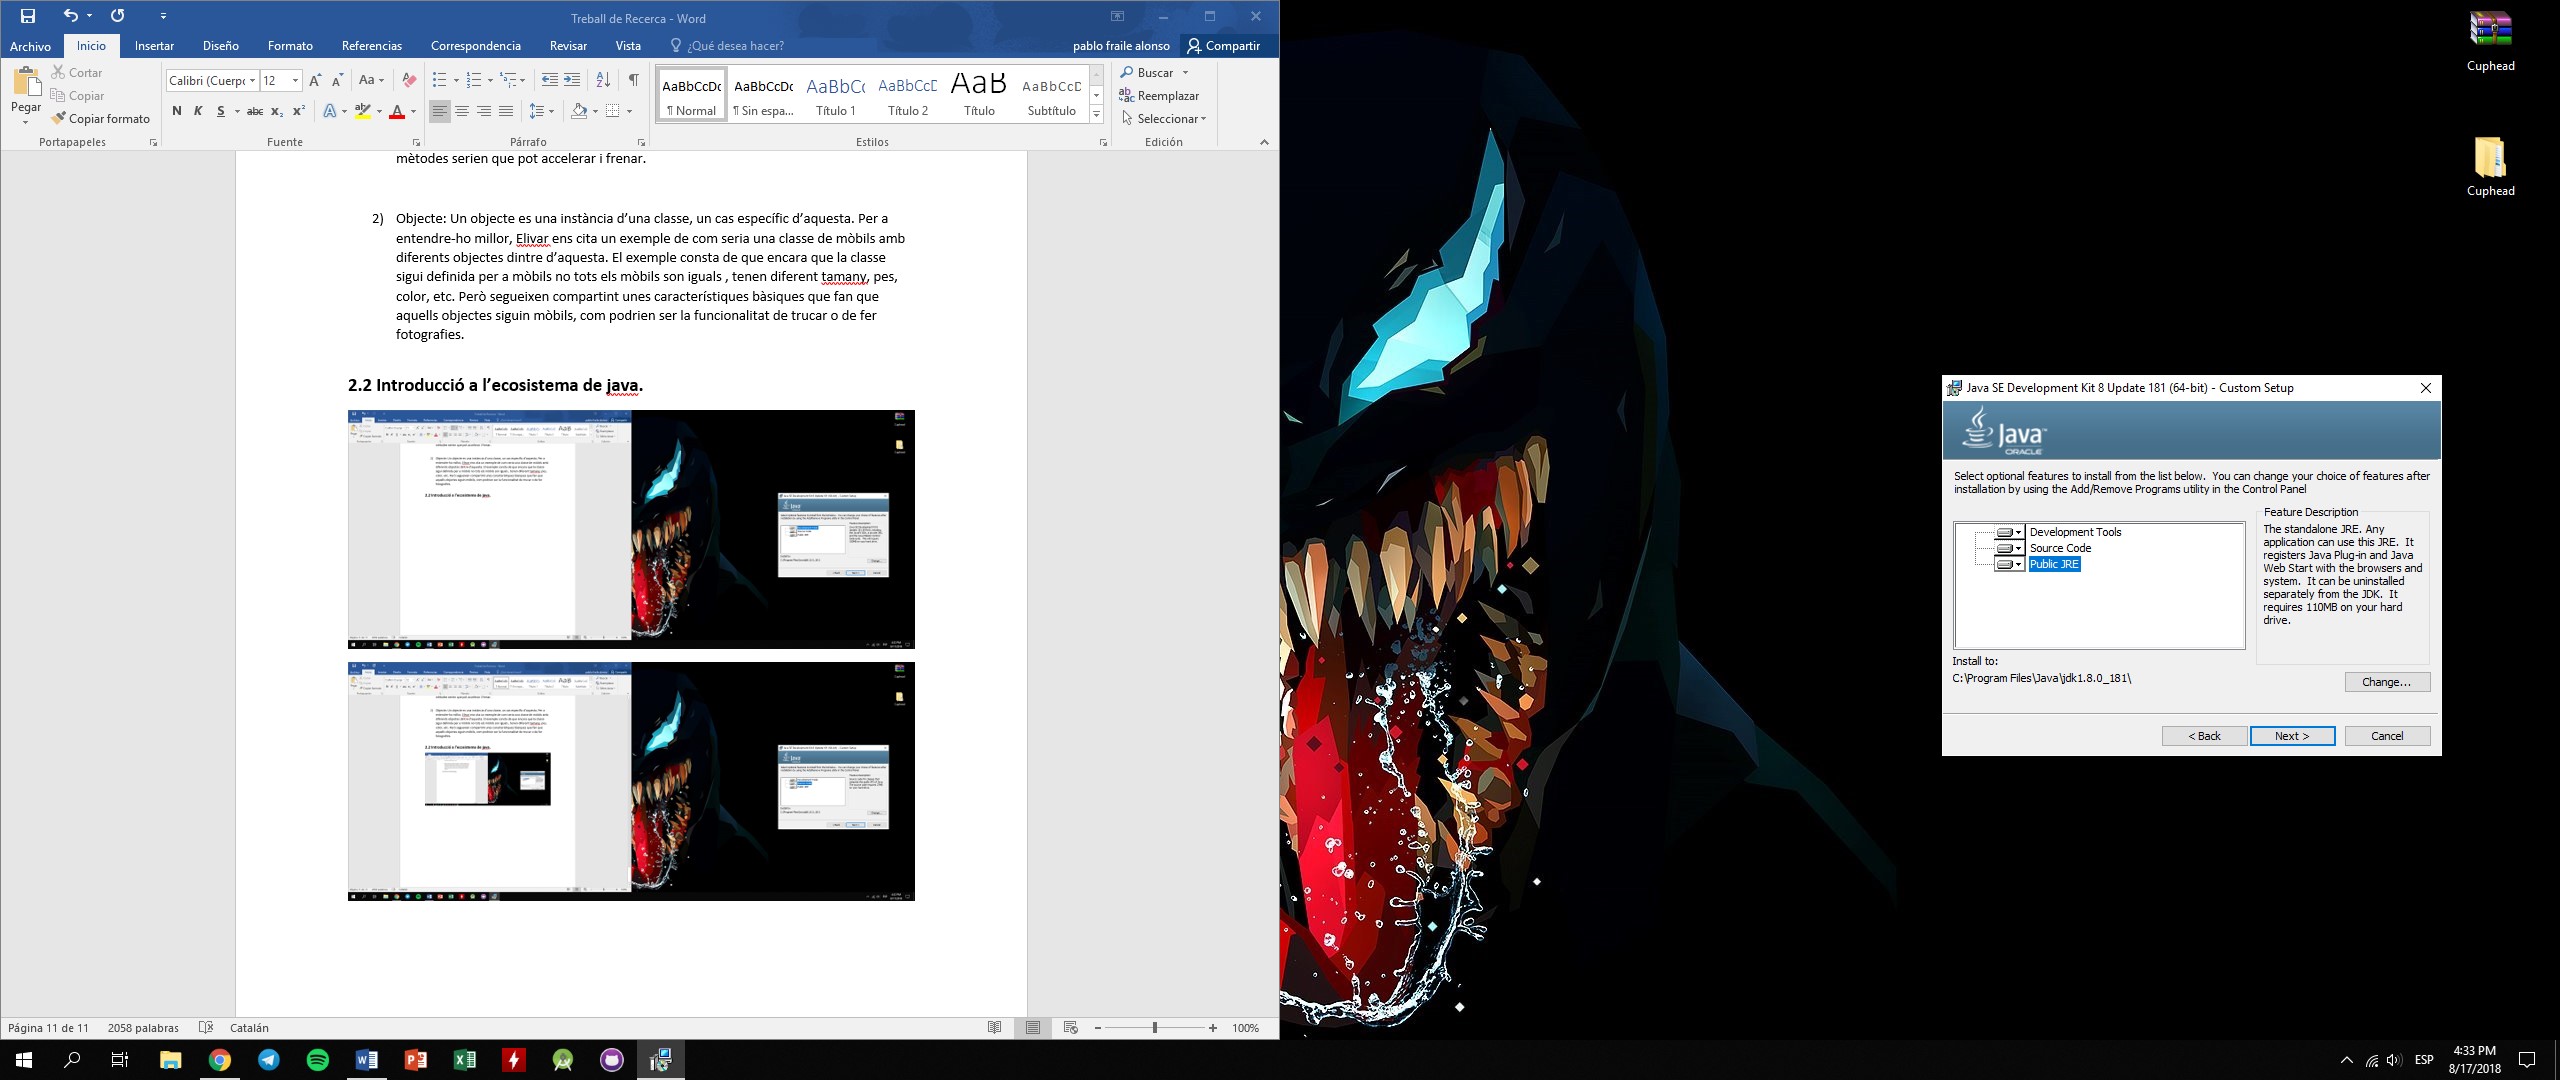 Treball de Recerca - Word
Archivo Inicio Insertar Diseño Formato Referencias Correspondencia Revisar Vista ¿Qué desea hacer? pablo fraile alonso Compartir
Pegar
Cortar
Copiar
Copiar formato
Portapapeles
Calibri (Cuerpo 12
N K S abc x₂ x²
Fuente
Párrafo
AaBbCcDc AaBbCcDc AaBbCc AaBbCcD AaB AaBbCcD
¶ Normal ¶ Sin espa... Título 1 Título 2 Título Subtítulo
Estilos
Buscar
Reemplazar
Seleccionar
Edición
mètodes serien que pot accelerar i frenar.
2) Objecte: Un objecte es una instància d’una classe, un cas específic d’aquesta. Per a
entendre-ho millor, Elivar ens cita un exemple de com seria una classe de mòbils amb
diferents objectes dintre d’aquesta. El exemple consta de que encara que la classe
sigui definida per a mòbils no tots els mòbils son iguals , tenen diferent tamany, pes,
color, etc. Però segueixen compartint unes característiques bàsiques que fan que
aquells objectes siguin mòbils, com podrien ser la funcionalitat de trucar o de fer
fotografies.
2.2 Introducció a l’ecosistema de java.
Página 11 de 11 2058 palabras Catalán 100%
Cuphead
Cuphead
Java SE Development Kit 8 Update 181 (64-bit) - Custom Setup
Java
ORACLE
Select optional features to install from the list below. You can change your choice of features after
installation by using the Add/Remove Programs utility in the Control Panel
Development Tools
Source Code
Public JRE
Feature Description
The standalone JRE. Any
application can use this JRE. It
registers Java Plug-in and Java
Web Start with the browsers and
system. It can be uninstalled
separately from the JDK. It
requires 110MB on your hard
drive.
Install to:
C:\Program Files\Java\jdk1.8.0_181\
Change...
< Back Next > Cancel
ESP
4:33 PM
8/17/2018